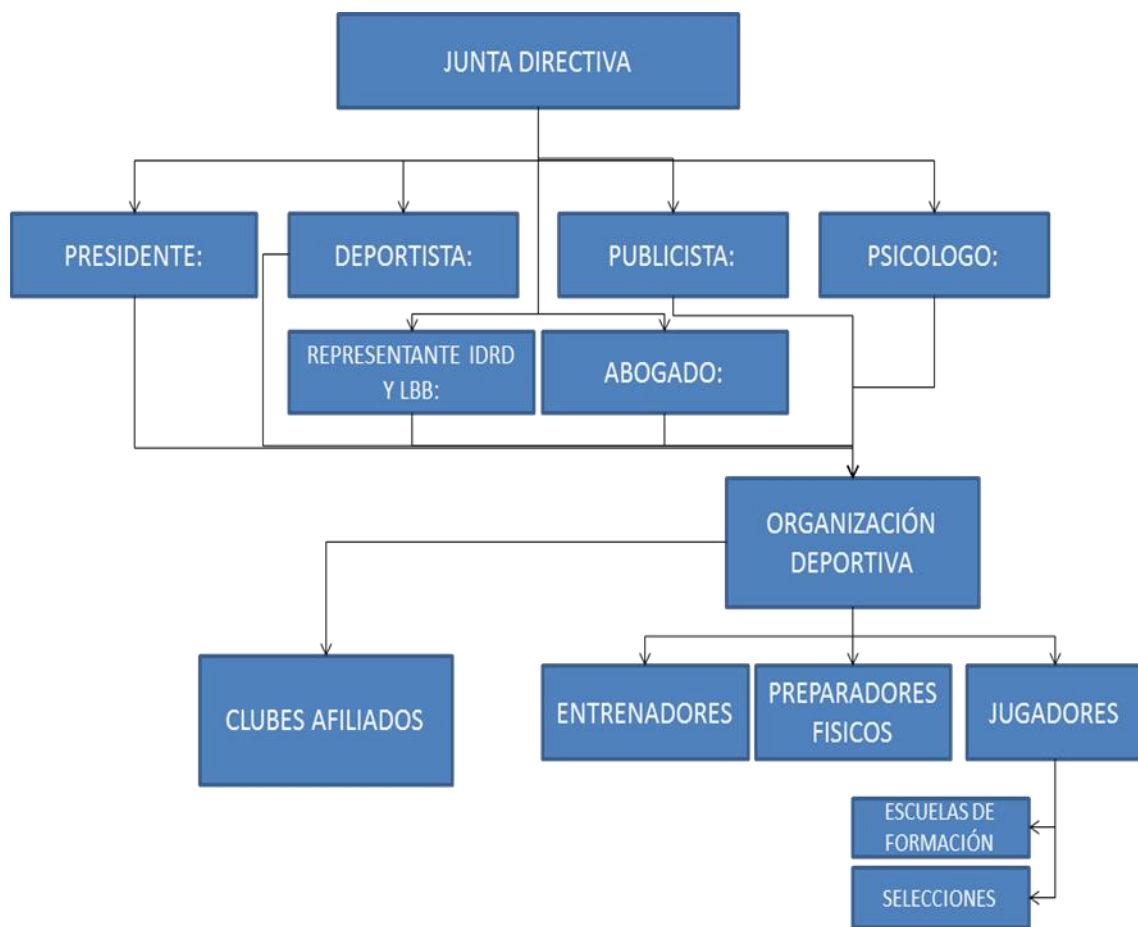 JUNTA DIRECTIVA
PRESIDENTE:
DEPORTISTA:
PUBLICISTA:
PSICOLOGO:
REPRESENTANTE IDRD
Y LBB:
ABOGADO:
ORGANIZACIÓN
DEPORTIVA
CLUBES AFILIADOS
ENTRENADORES
PREPARADORES
FISICOS
JUGADORES
ESCUELAS DE
FORMACIÓN
SELECCIONES